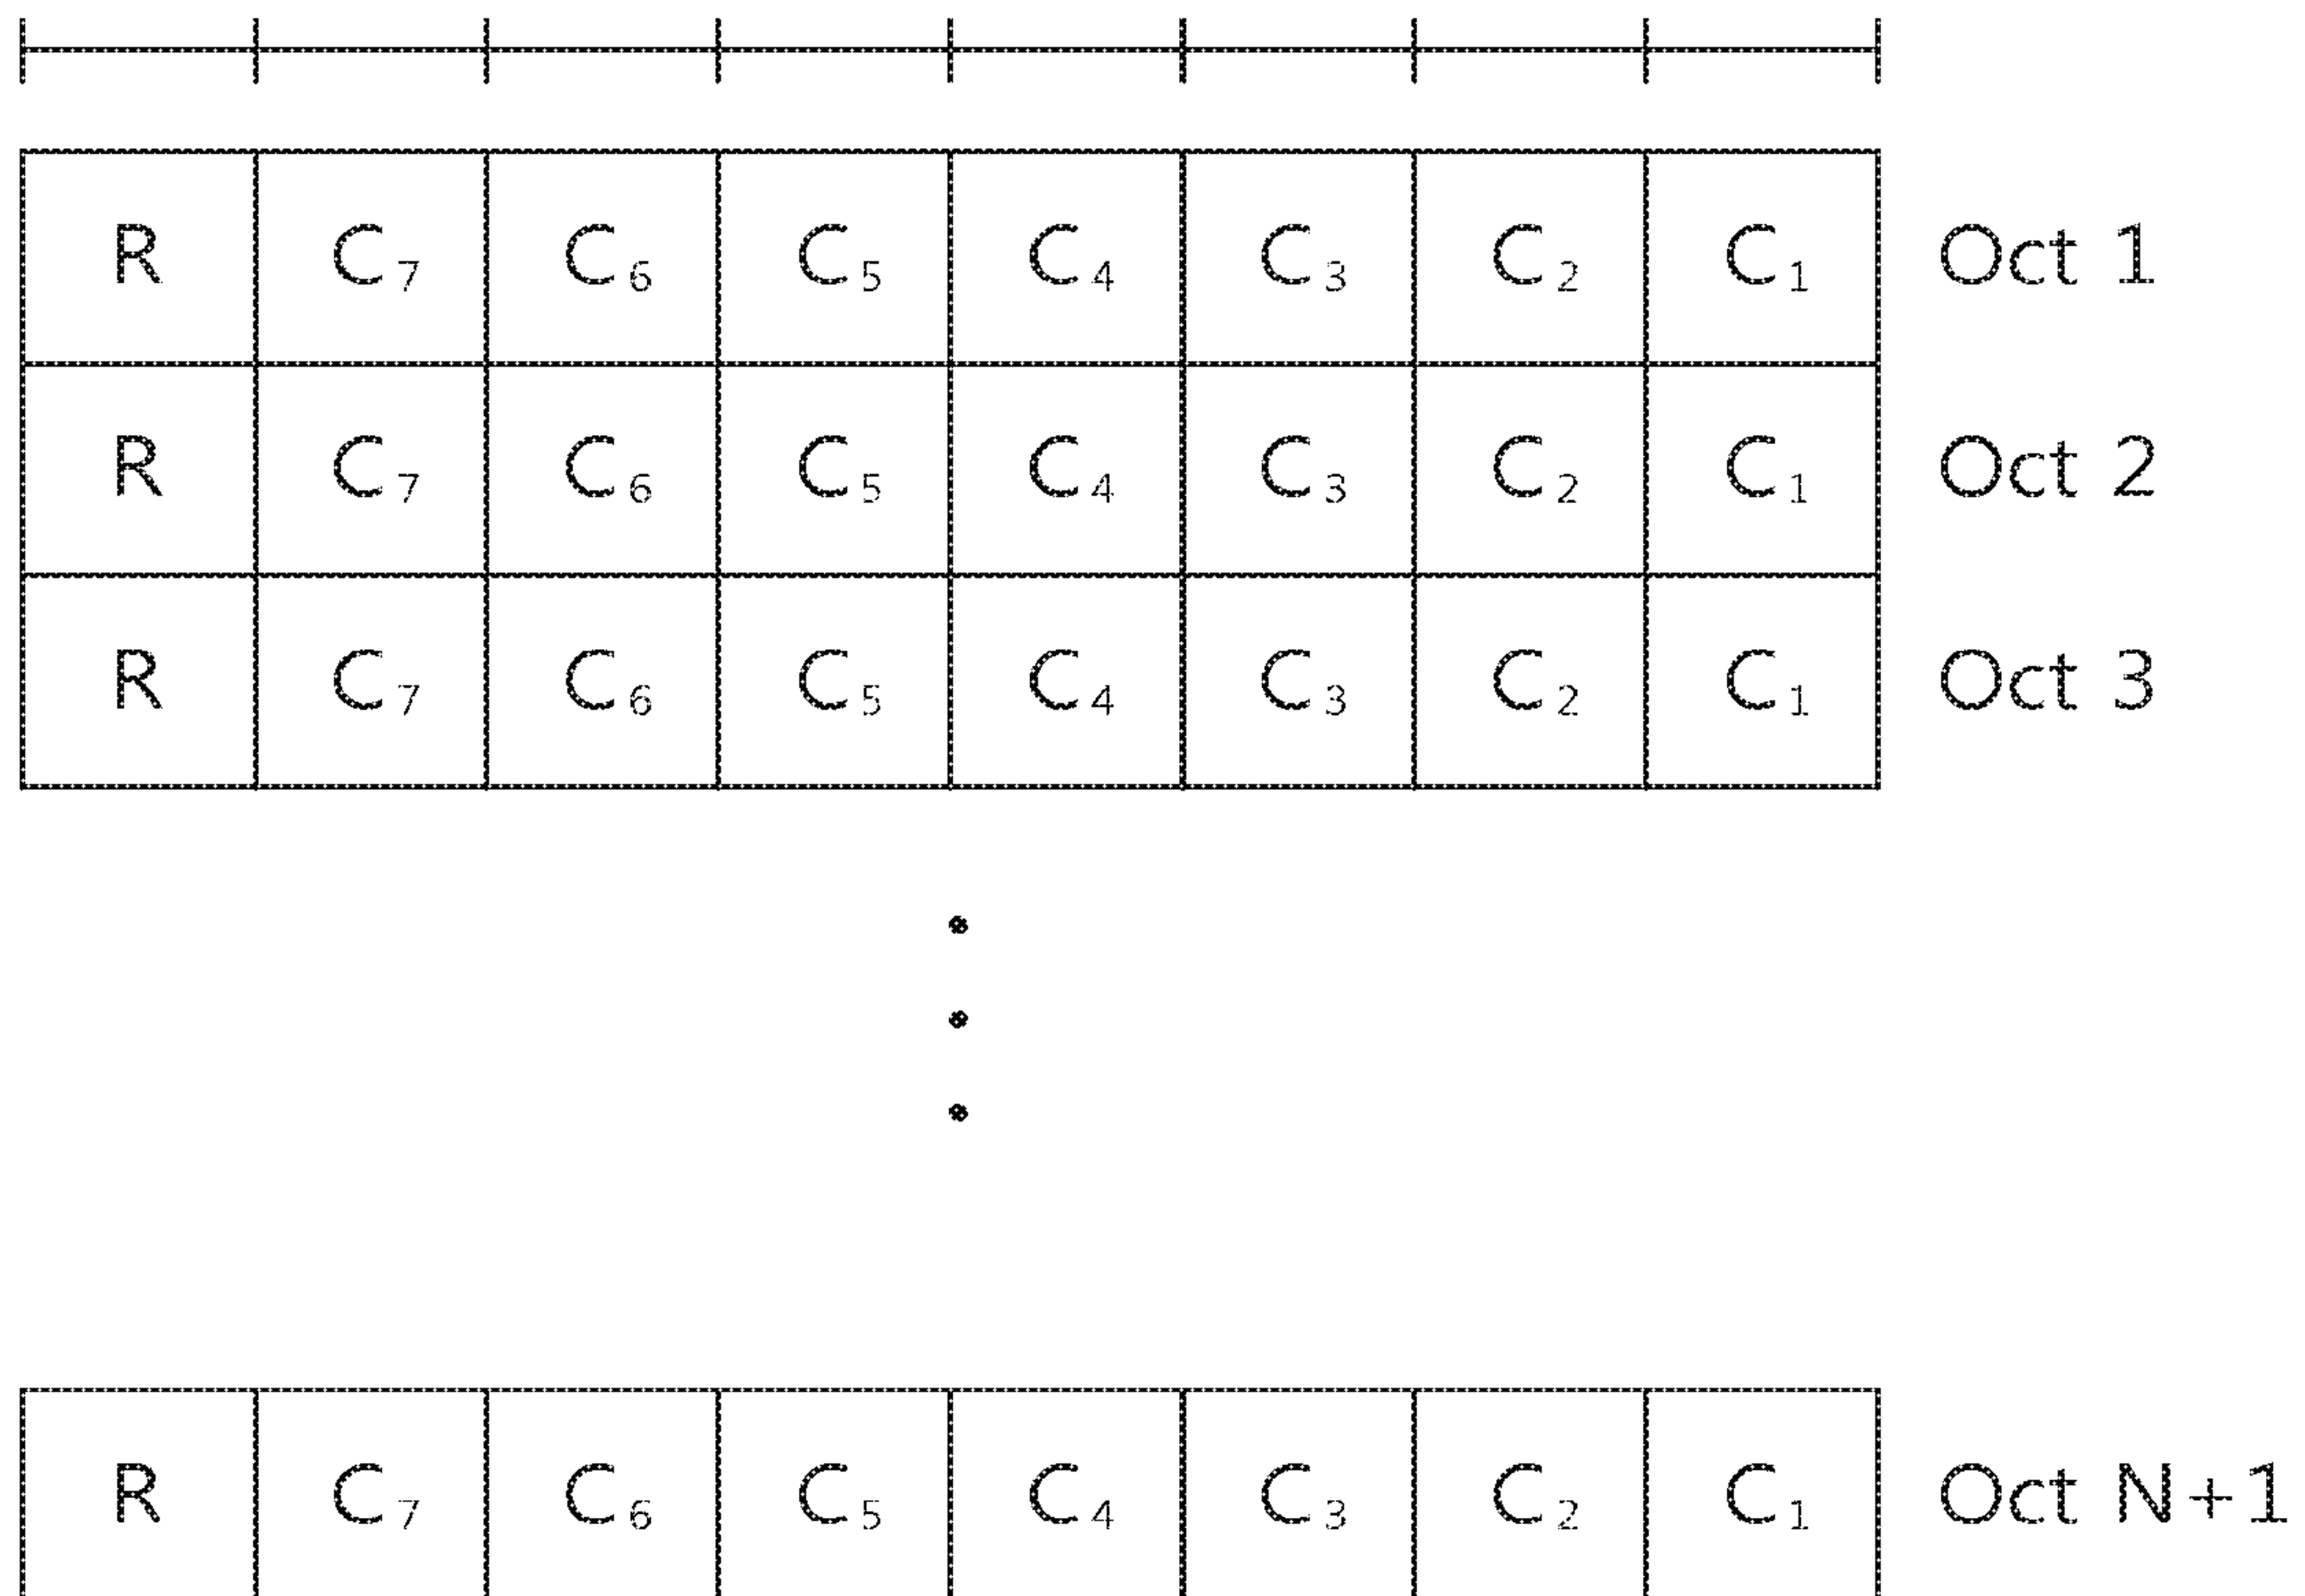 R C₇ C₆ C₅ C₄ C₃ C₂ C₁ Oct 1
R C₇ C₆ C₅ C₄ C₃ C₂ C₁ Oct 2
R C₇ C₆ C₅ C₄ C₃ C₂ C₁ Oct 3
R C₇ C₆ C₅ C₄ C₃ C₂ C₁ Oct N+1